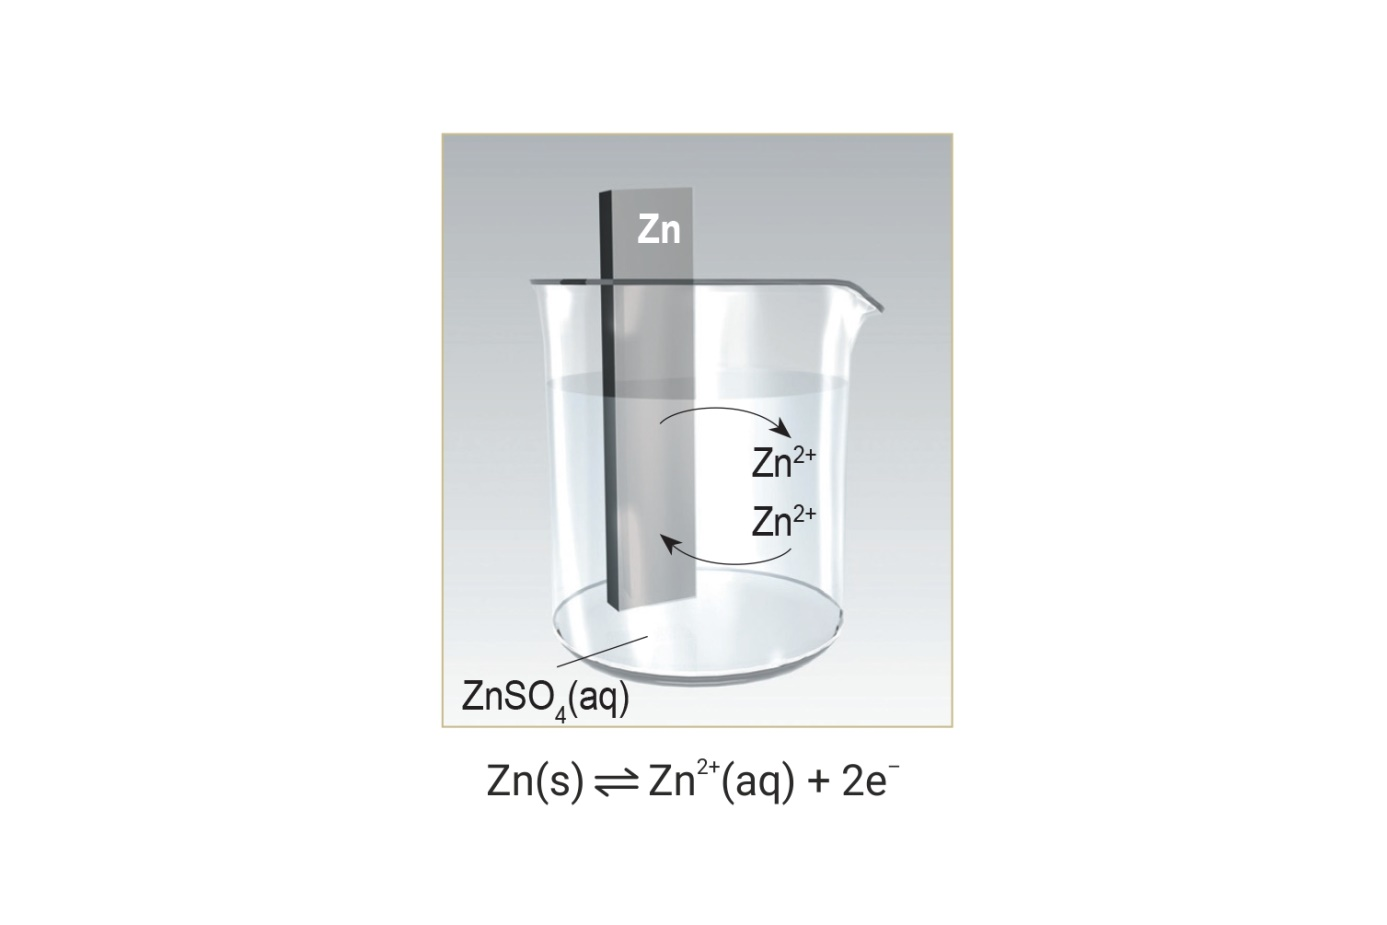 Zn
Zn²⁺
Zn²⁺
ZnSO₄(aq)
Zn(s) ⇌ Zn²⁺(aq) + 2e⁻